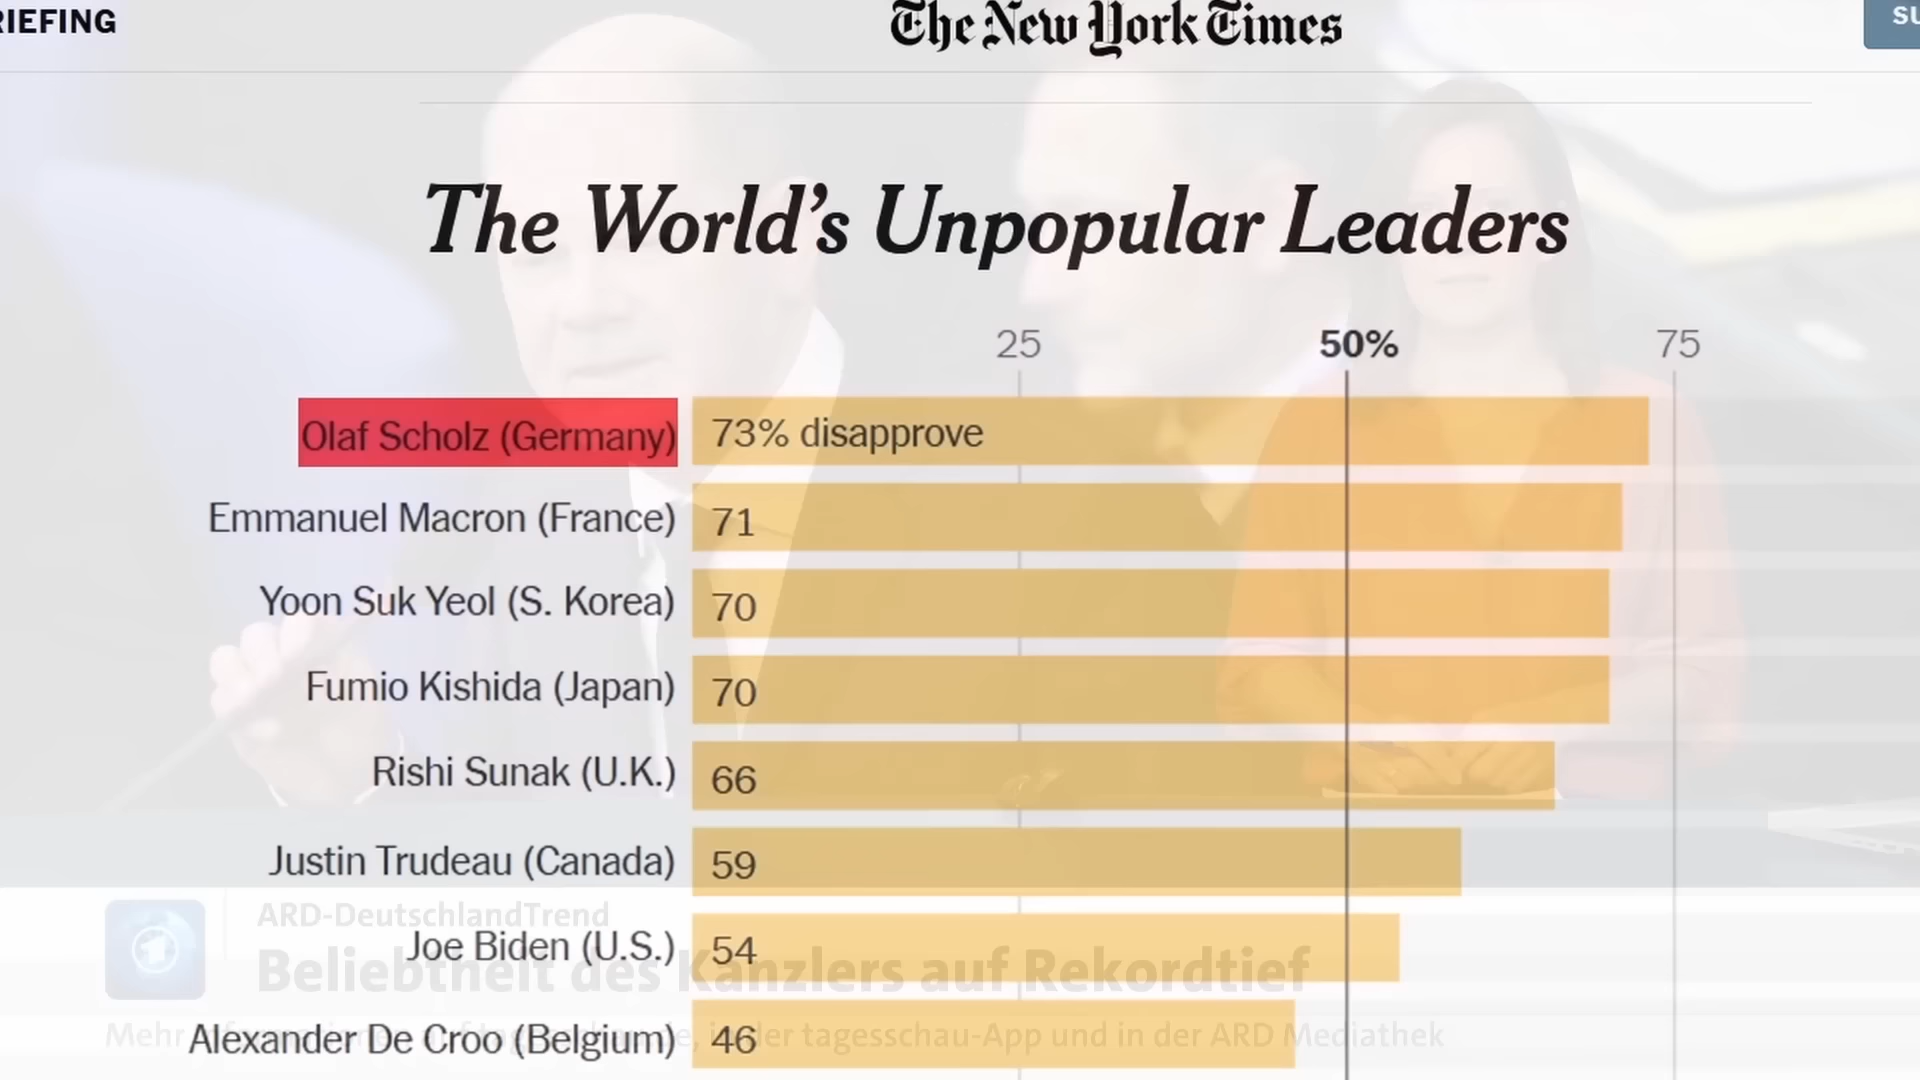 RIEFING
The New York Times
SU
The World's Unpopular Leaders
25 50% 75
Olaf Scholz (Germany) 73% disapprove
Emmanuel Macron (France) 71
Yoon Suk Yeol (S. Korea) 70
Fumio Kishida (Japan) 70
Rishi Sunak (U.K.) 66
Justin Trudeau (Canada) 59
ARD-DeutschlandTrend
Joe Biden (U.S.) 54
Beliebtheit des Kanzlers auf Rekordtief
Alexander De Croo (Belgium) 46
Mehr in der tagesschau-App und in der ARD Mediathek